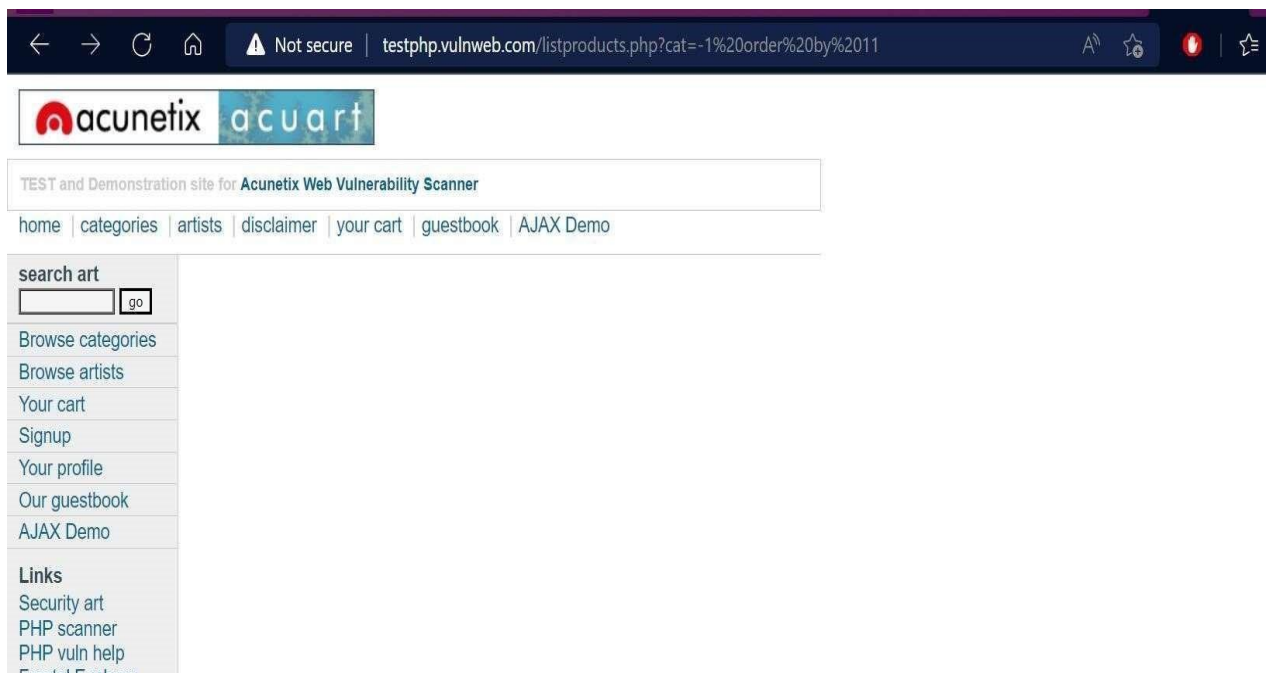 Not secure | testphp.vulnweb.com/listproducts.php?cat=-1%20order%20by%2011
acunetix acuart
TEST and Demonstration site for Acunetix Web Vulnerability Scanner
home | categories | artists | disclaimer | your cart | guestbook | AJAX Demo
search art
go
Browse categories
Browse artists
Your cart
Signup
Your profile
Our guestbook
AJAX Demo
Links
Security art
PHP scanner
PHP vuln help